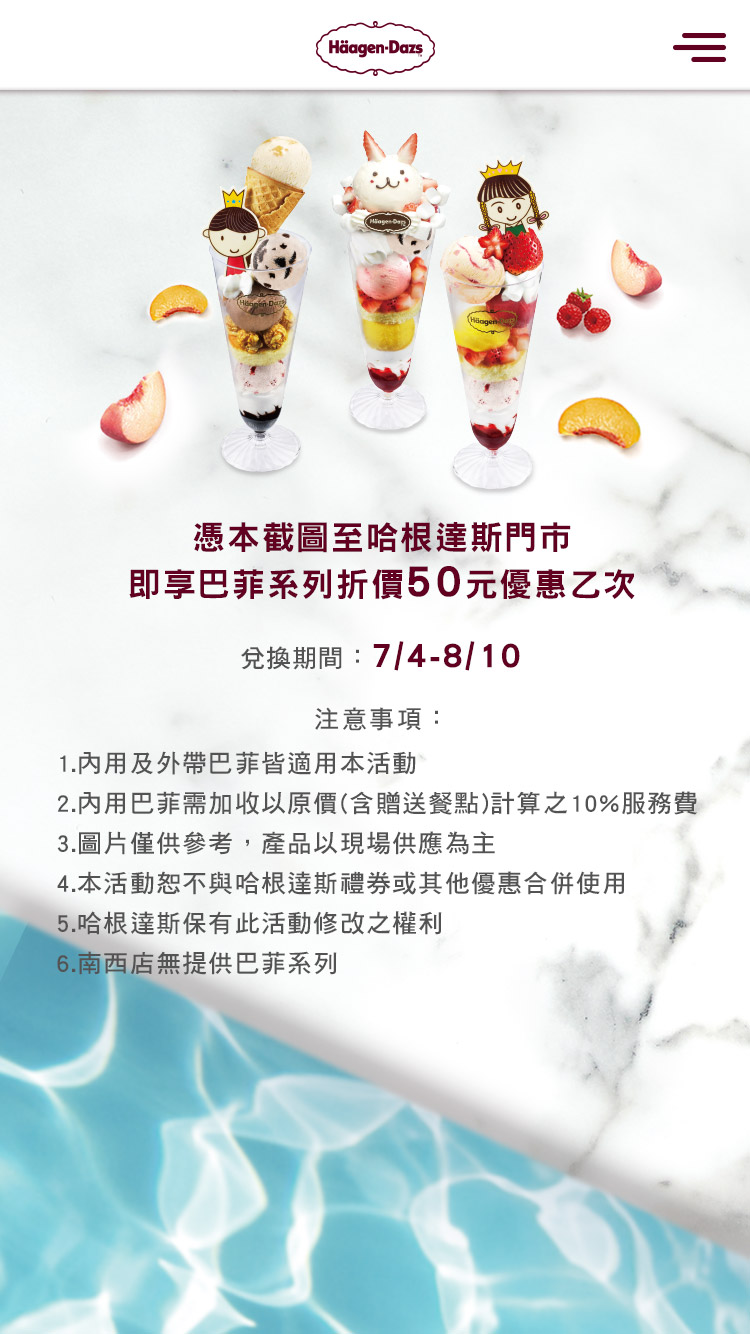 Häagen-Dazs
Häagen-Dazs
Häagen-Dazs
Häagen-Dazs
憑本截圖至哈根達斯門市
即享巴菲系列折價50元優惠乙次
兌換期間：7/4-8/10
注意事項：
1.內用及外帶巴菲皆適用本活動
2.內用巴菲需加收以原價(含贈送餐點)計算之10%服務費
3.圖片僅供參考，產品以現場供應為主
4.本活動恕不與哈根達斯禮券或其他優惠合併使用
5.哈根達斯保有此活動修改之權利
6.南西店無提供巴菲系列